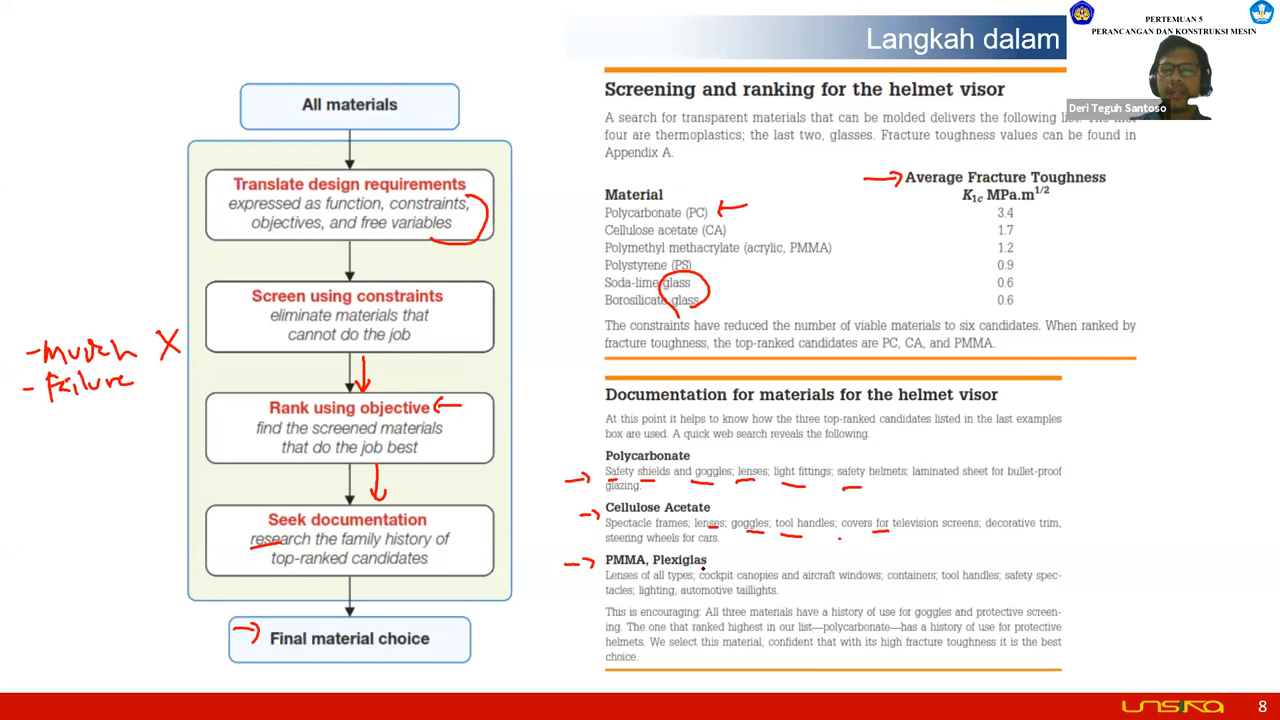 PERTEMUAN 5
PERANCANGAN DAN KONSTRUKSI MESIN
Langkah dalam
Deri Teguh Santoso
All materials
Translate design requirements
expressed as function, constraints,
objectives, and free variables
Screen using constraints
eliminate materials that
cannot do the job
Rank using objective
find the screened materials
that do the job best
Seek documentation
research the family history of
top-ranked candidates
Final material choice
- failure
Screening and ranking for the helmet visor
A search for transparent materials that can be molded delivers the following
four are thermoplastics; the last two, glasses. Fracture toughness values can be found in
Appendix A.
Average Fracture Toughness
Material K1c MPa.m1/2
Polycarbonate (PC) 3.4
Cellulose acetate (CA) 1.7
Polymethyl methacrylate (acrylic, PMMA) 1.2
Polystyrene (PS) 0.9
Soda-lime glass 0.6
Borosilicate glass 0.6
The constraints have reduced the number of viable materials to six candidates. When ranked by
fracture toughness, the top-ranked candidates are PC, CA, and PMMA.
Documentation for materials for the helmet visor
At this point it helps to know how the three top-ranked candidates listed in the last examples
box are used. A quick web search reveals the following.
Polycarbonate
Safety shields and goggles; lenses; light fittings; safety helmets; laminated sheet for bullet-proof
glazing.
Cellulose Acetate
Spectacle frames; lenses; goggles; tool handles; covers for television screens; decorative trim,
steering wheels for cars.
PMMA, Plexiglas
Lenses of all types; cockpit canopies and aircraft windows; containers; tool handles; safety spec-
tacles; lighting, automotive taillights.
This is encouraging: All three materials have a history of use for goggles and protective screen-
ing. The one that ranked highest in our list—polycarbonate—has a history of use for protective
helmets. We select this material, confident that with its high fracture toughness it is the best
choice.
unsika
8